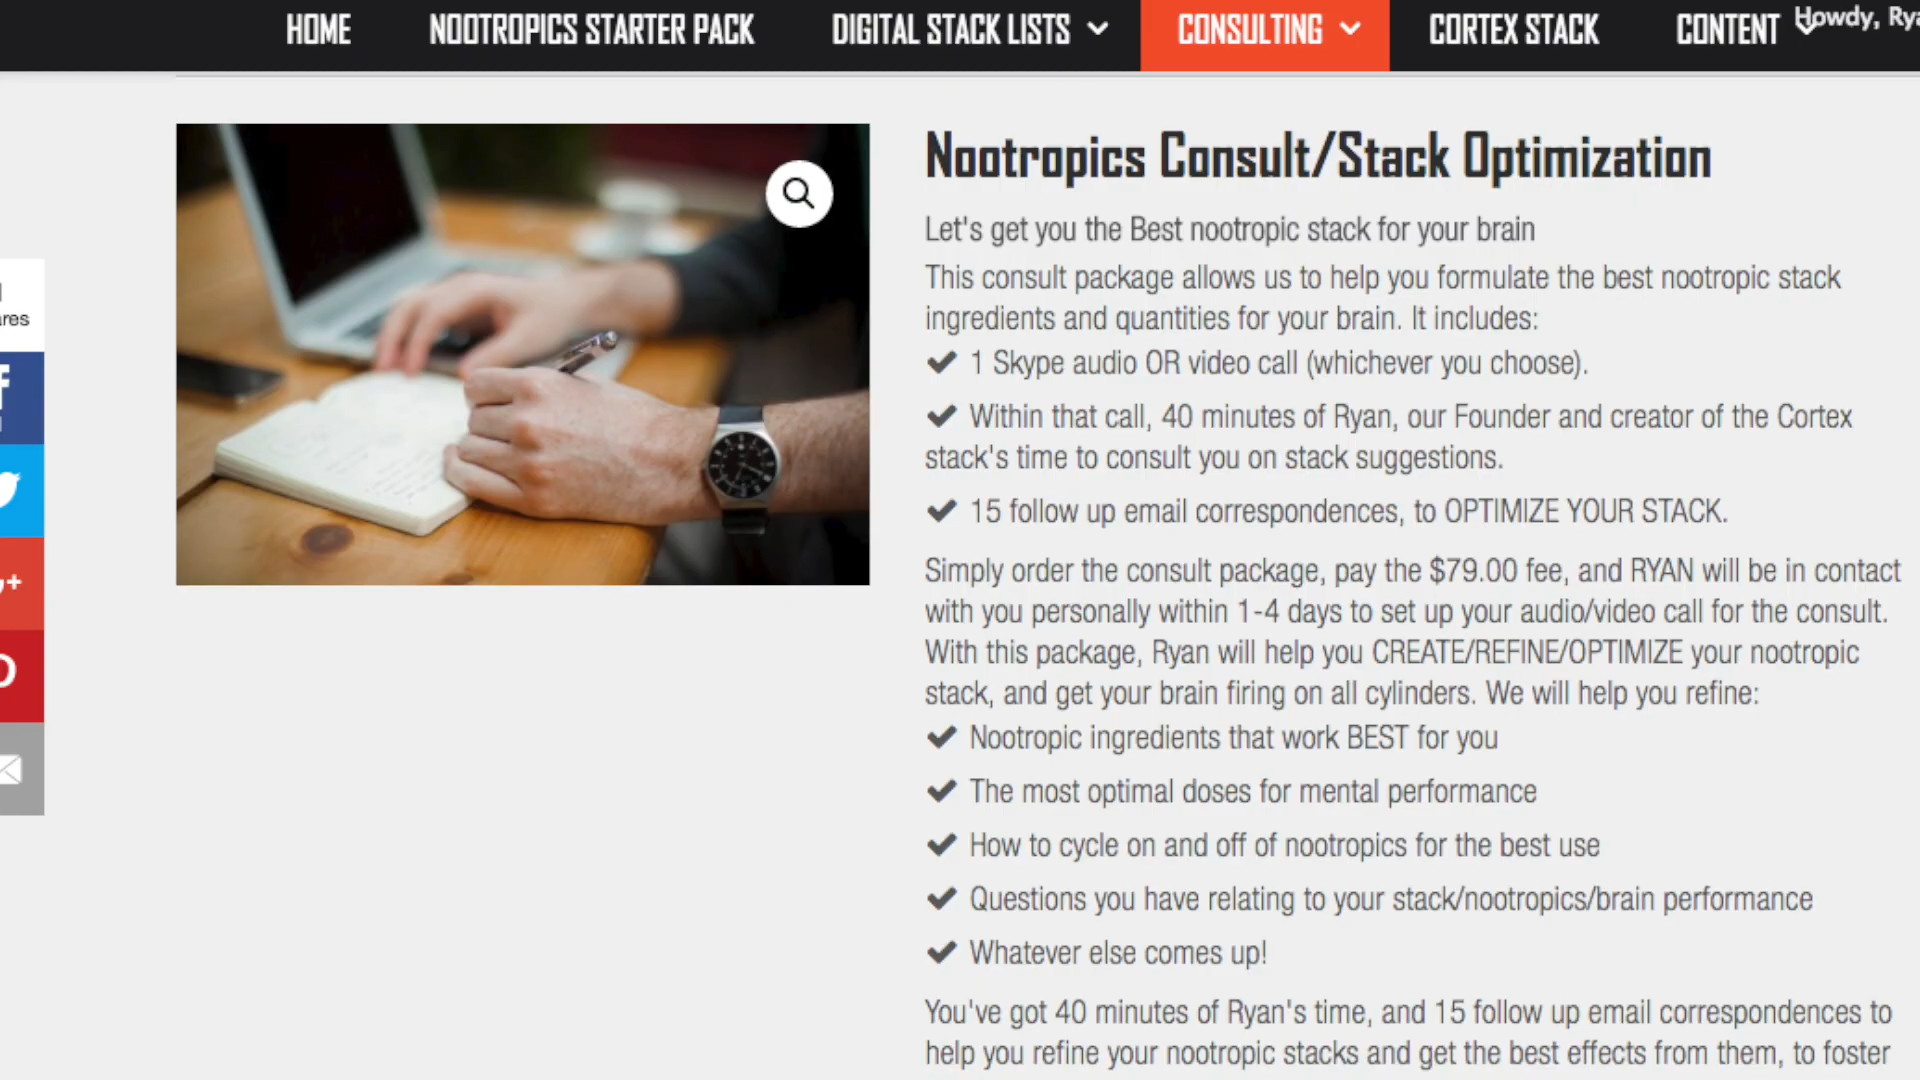 HOME NOOTROPICS STARTER PACK DIGITAL STACK LISTS CONSULTING CORTEX STACK CONTENT Howdy,
Nootropics Consult/Stack Optimization
Let's get you the Best nootropic stack for your brain
This consult package allows us to help you formulate the best nootropic stack
ingredients and quantities for your brain. It includes:
1 Skype audio OR video call (whichever you choose).
Within that call, 40 minutes of Ryan, our Founder and creator of the Cortex
stack's time to consult you on stack suggestions.
15 follow up email correspondences, to OPTIMIZE YOUR STACK.
Simply order the consult package, pay the $79.00 fee, and RYAN will be in contact
with you personally within 1-4 days to set up your audio/video call for the consult.
With this package, Ryan will help you CREATE/REFINE/OPTIMIZE your nootropic
stack, and get your brain firing on all cylinders. We will help you refine:
Nootropic ingredients that work BEST for you
The most optimal doses for mental performance
How to cycle on and off of nootropics for the best use
Questions you have relating to your stack/nootropics/brain performance
Whatever else comes up!
You've got 40 minutes of Ryan's time, and 15 follow up email correspondences to
help you refine your nootropic stacks and get the best effects from them, to foster